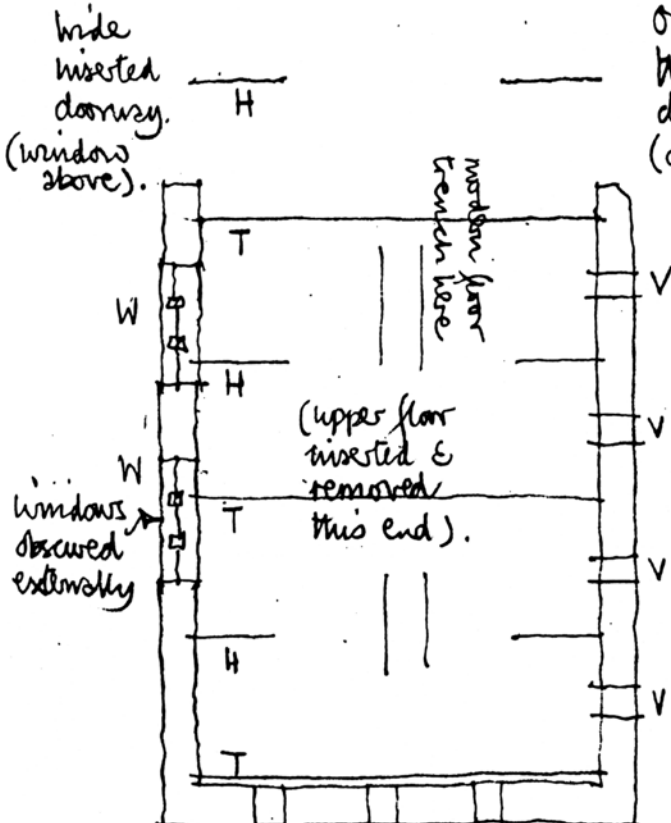 wide
inserted
doorway.
(window
above).
H
modern floor
trench here
T
V
W
H
V
(upper floor
inserted &
removed
this end).
W
T
windows
obscured
externally
V
H
V
T